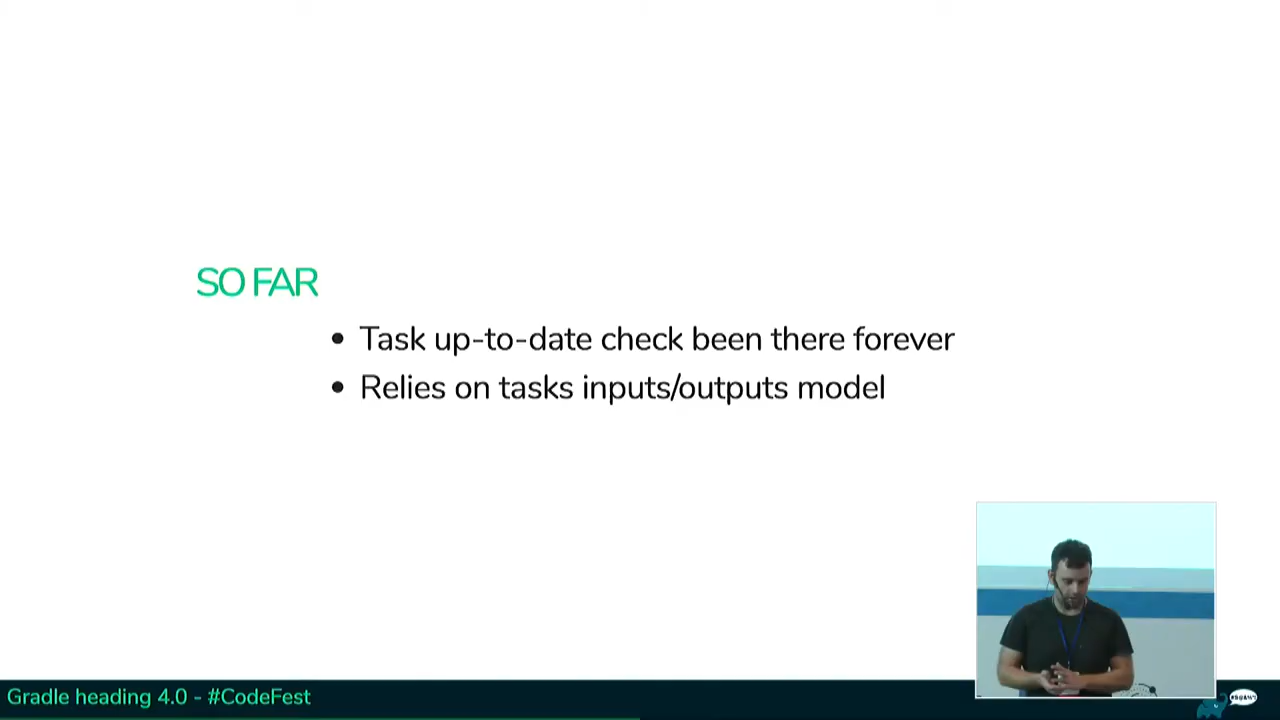 SO FAR
• Task up-to-date check been there forever
• Relies on tasks inputs/outputs model
Gradle heading 4.0 - #CodeFest